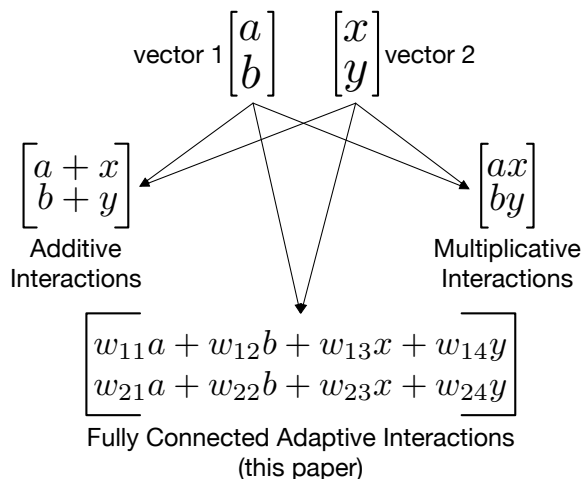 vector 1 [a b] [x y] vector 2
[a + x
b + y]
[ax
by]
Additive
Interactions
Multiplicative
Interactions
[w₁₁a + w₁₂b + w₁₃x + w₁₄y
w₂₁a + w₂₂b + w₂₃x + w₂₄y]
Fully Connected Adaptive Interactions
(this paper)